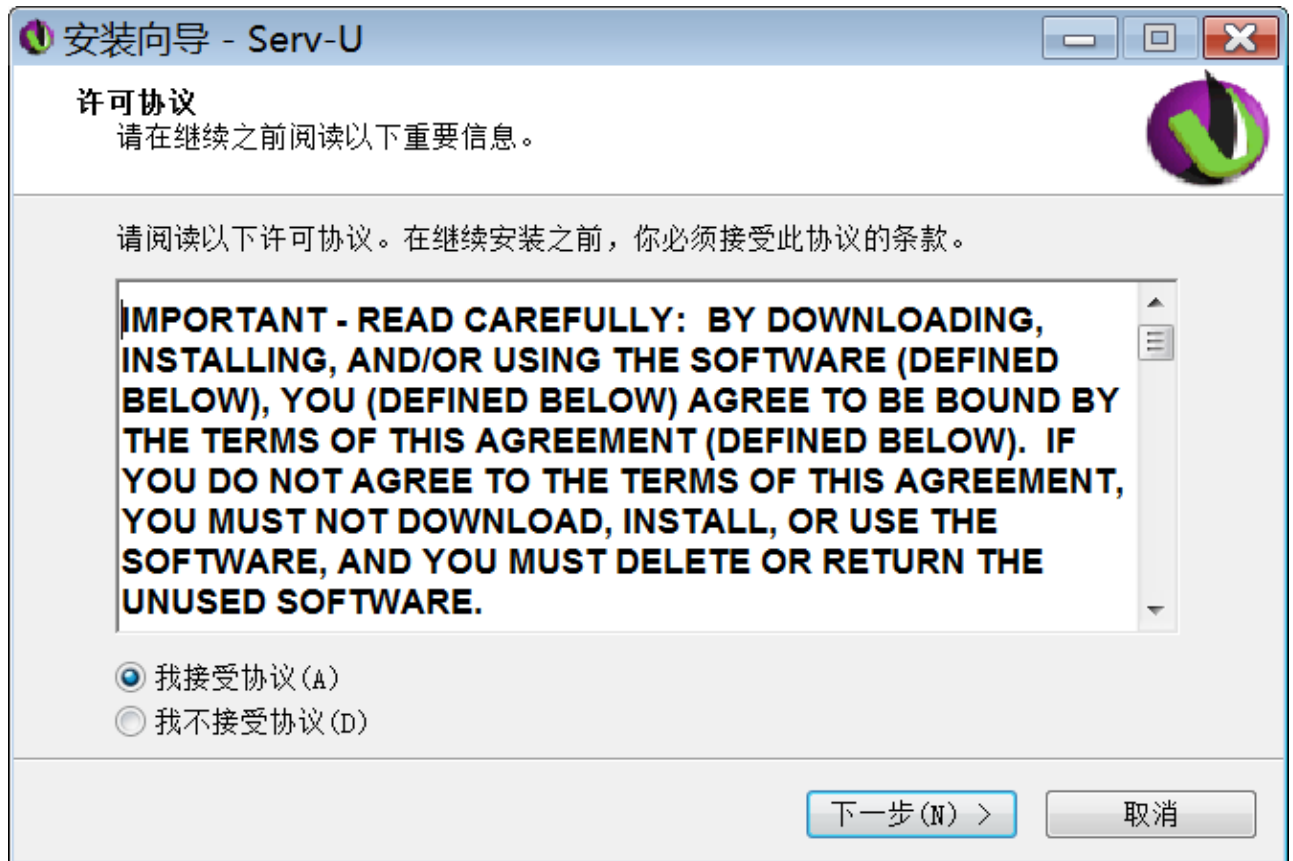 安装向导 - Serv-U
许可协议
请在继续之前阅读以下重要信息。
请阅读以下许可协议。在继续安装之前，你必须接受此协议的条款。
IMPORTANT - READ CAREFULLY:  BY DOWNLOADING,
INSTALLING, AND/OR USING THE SOFTWARE (DEFINED
BELOW), YOU (DEFINED BELOW) AGREE TO BE BOUND BY
THE TERMS OF THIS AGREEMENT (DEFINED BELOW).  IF
YOU DO NOT AGREE TO THE TERMS OF THIS AGREEMENT,
YOU MUST NOT DOWNLOAD, INSTALL, OR USE THE
SOFTWARE, AND YOU MUST DELETE OR RETURN THE
UNUSED SOFTWARE.
我接受协议(A)
我不接受协议(D)
下一步(N) >
取消